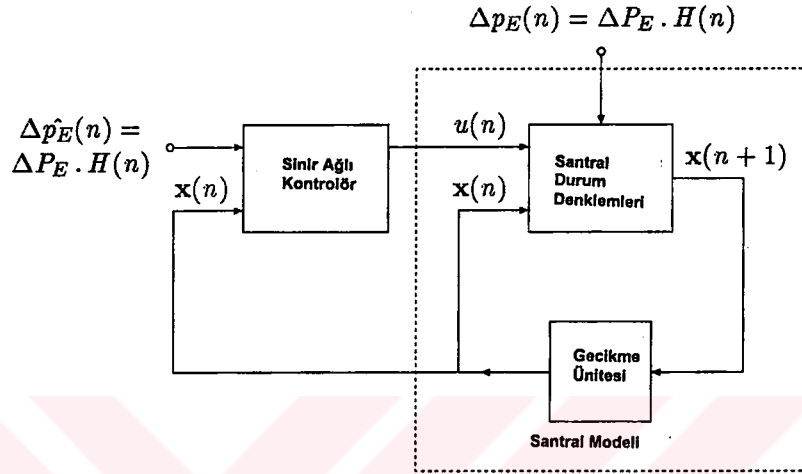 Δp_E(n) = ΔP_E . H(n)
Δp̂_E(n) =
ΔP_E . H(n)
x(n)
Sinir Ağlı
Kontrolör
u(n)
x(n)
Santral
Durum
Denklemleri
x(n + 1)
Gecikme
Ünitesi
Santral Modeli